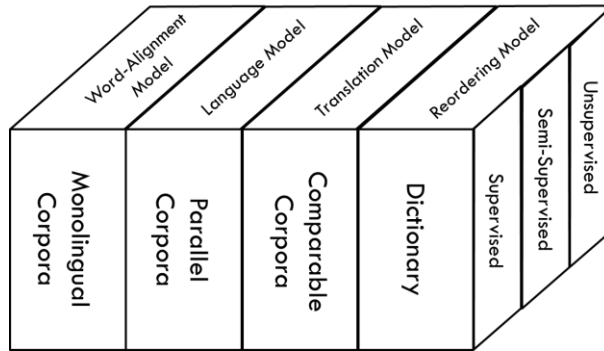 Word-Alignment
Model
Language Model
Translation Model
Reordering Model
Monolingual
Corpora
Parallel
Corpora
Comparable
Corpora
Dictionary
Supervised
Semi-Supervised
Unsupervised